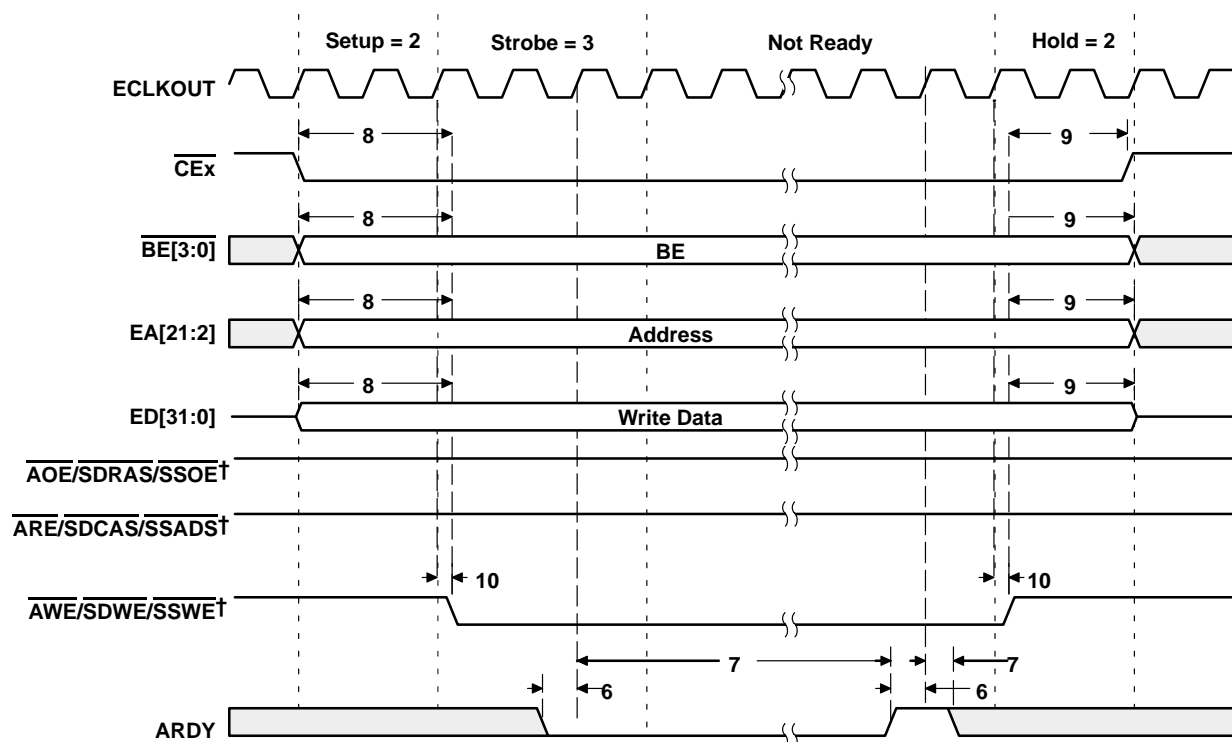 Setup = 2 Strobe = 3 Not Ready Hold = 2
ECLKOUT
8 9
CEx
8 9
BE[3:0] BE
8 9
EA[21:2] Address
8 9
ED[31:0] Write Data
AOE/SDRAS/SSOE†
ARE/SDCAS/SSADS†
10 10
AWE/SDWE/SSWE†
7 7
6 6
ARDY